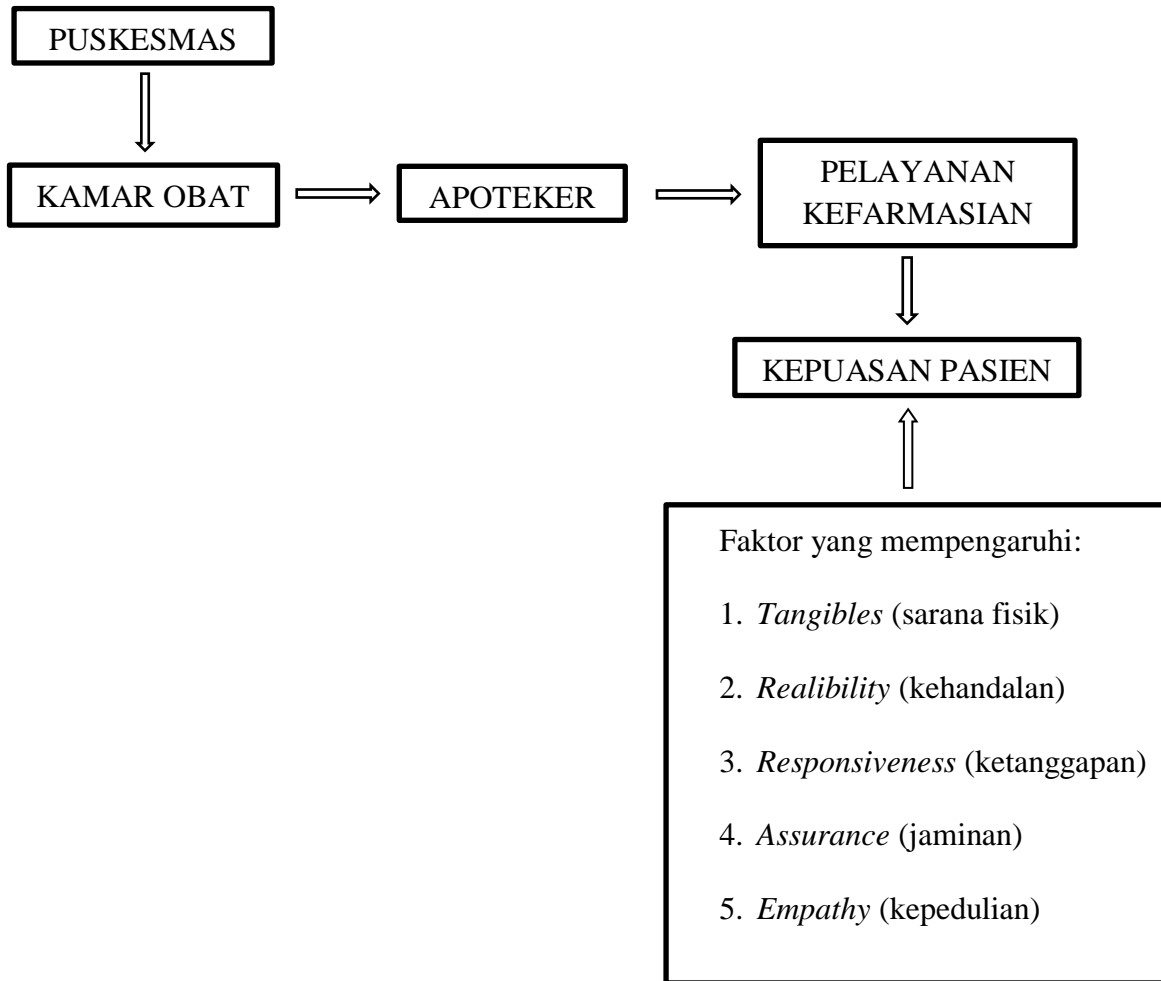 PUSKESMAS
KAMAR OBAT
APOTEKER
PELAYANAN
KEFARMASIAN
KEPUASAN PASIEN
Faktor yang mempengaruhi:
1. Tangibles (sarana fisik)
2. Realibility (kehandalan)
3. Responsiveness (ketanggapan)
4. Assurance (jaminan)
5. Empathy (kepedulian)